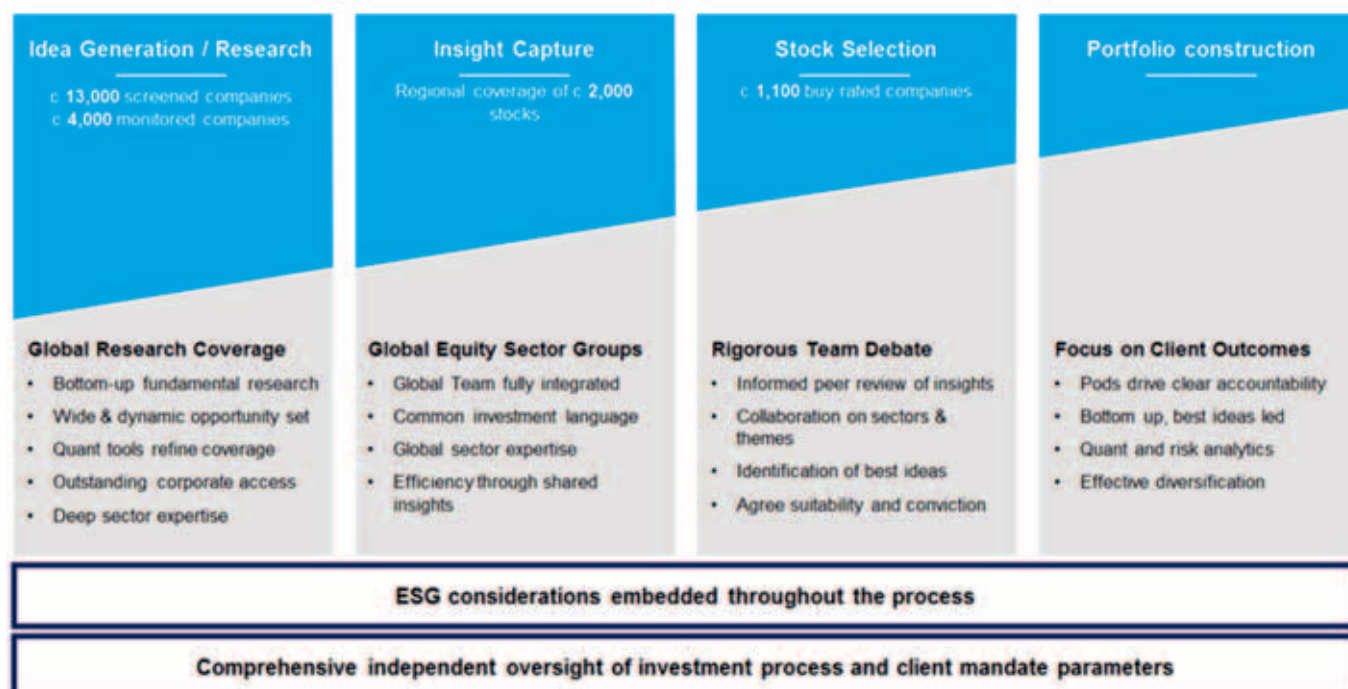 Idea Generation / Research
c 13,000 screened companies
c 4,000 monitored companies
Global Research Coverage
• Bottom-up fundamental research
• Wide & dynamic opportunity set
• Quant tools refine coverage
• Outstanding corporate access
• Deep sector expertise
Insight Capture
Regional coverage of c 2,000
stocks
Global Equity Sector Groups
• Global Team fully integrated
• Common investment language
• Global sector expertise
• Efficiency through shared
insights
Stock Selection
c 1,100 buy rated companies
Rigorous Team Debate
• Informed peer review of insights
• Collaboration on sectors &
themes
• Identification of best ideas
• Agree suitability and conviction
Portfolio construction
Focus on Client Outcomes
• Pods drive clear accountability
• Bottom up, best ideas led
• Quant and risk analytics
• Effective diversification
ESG considerations embedded throughout the process
Comprehensive independent oversight of investment process and client mandate parameters